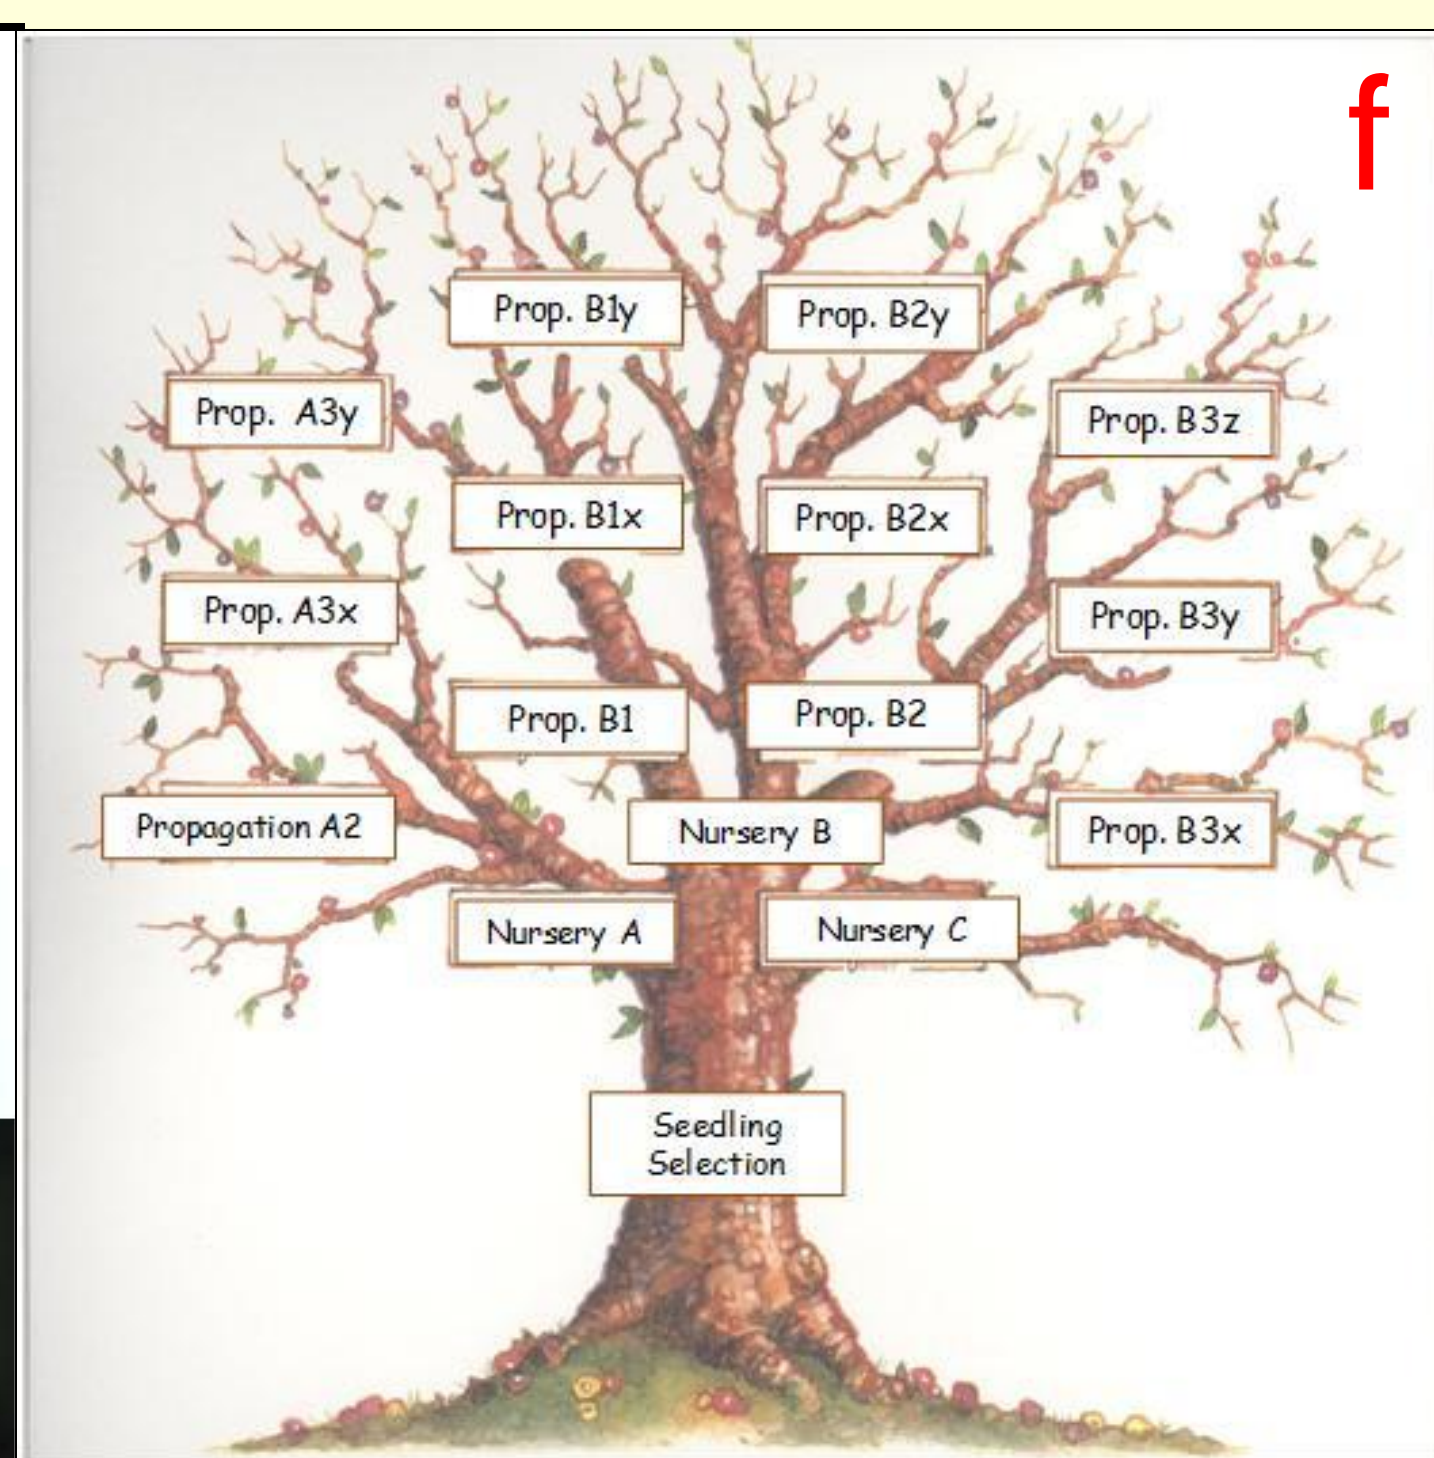 f
Prop. B1y
Prop. B2y
Prop. A3y
Prop. B3z
Prop. B1x
Prop. B2x
Prop. A3x
Prop. B3y
Prop. B1
Prop. B2
Propagation A2
Nursery B
Prop. B3x
Nursery A
Nursery C
Seedling
Selection